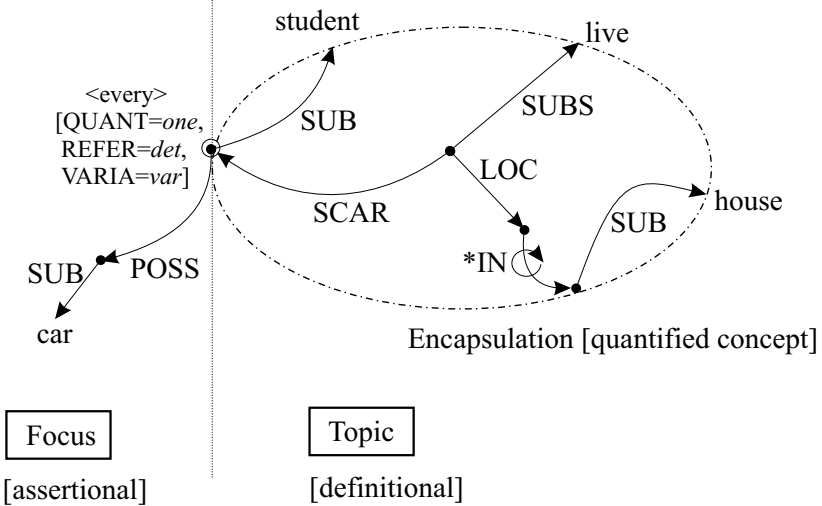 student
live
<every>
[QUANT=one,
REFER=det,
VARIA=var]
SUB
SUBS
LOC
SCAR
SUB
house
*IN
SUB
POSS
car
Encapsulation [quantified concept]
Focus
Topic
[assertional]
[definitional]